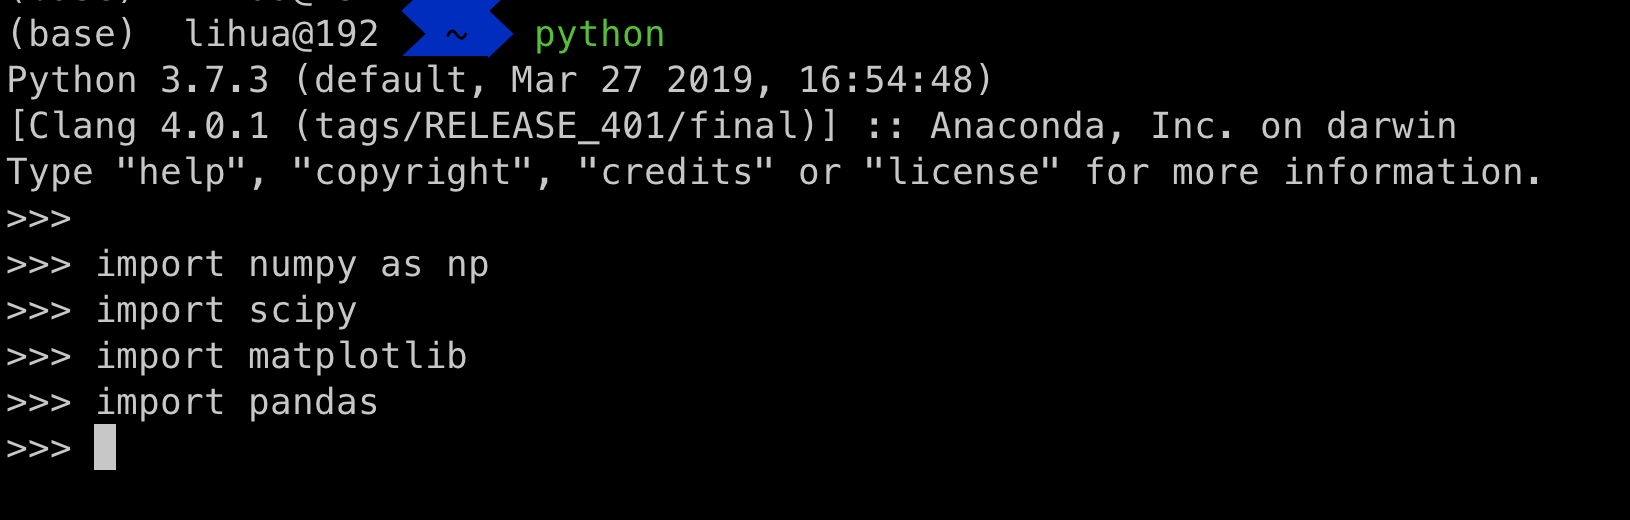 (base) lihua@192 ~ python
Python 3.7.3 (default, Mar 27 2019, 16:54:48)
[Clang 4.0.1 (tags/RELEASE_401/final)] :: Anaconda, Inc. on darwin
Type "help", "copyright", "credits" or "license" for more information.
>>>
>>> import numpy as np
>>> import scipy
>>> import matplotlib
>>> import pandas
>>>